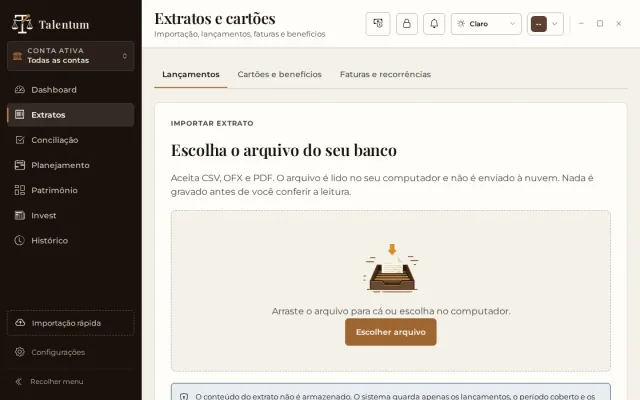 Talentum
CONTA ATIVA
Todas as contas
Dashboard
Extratos
Conciliação
Planejamento
Patrimônio
Invest
Histórico
Importação rápida
Configurações
Recolher menu
Extratos e cartões
Importação, lançamentos, faturas e benefícios
Claro
Lançamentos
Cartões e benefícios
Faturas e recorrências
IMPORTAR EXTRATO
Escolha o arquivo do seu banco
Aceita CSV, OFX e PDF. O arquivo é lido no seu computador e não é enviado à nuvem. Nada é
gravado antes de você conferir a leitura.
Arraste o arquivo para cá ou escolha no computador.
Escolher arquivo
O conteúdo do extrato não é armazenado. O sistema guarda apenas os lançamentos, o período coberto e os